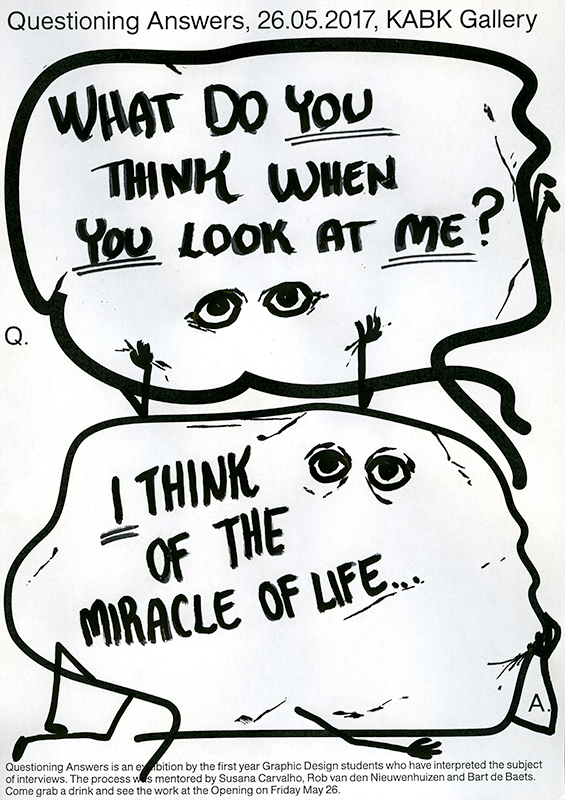 Questioning Answers, 26.05.2017, KABK Gallery
WHAT DO YOU
THINK WHEN
YOU LOOK AT ME?
Q.
I THINK
OF THE
MIRACLE OF LIFE...
A.
Questioning Answers is an exhibition by the first year Graphic Design students who have interpreted the subject
of interviews. The process was mentored by Susana Carvalho, Rob van den Nieuwenhuizen and Bart de Baets.
Come grab a drink and see the work at the Opening on Friday May 26.